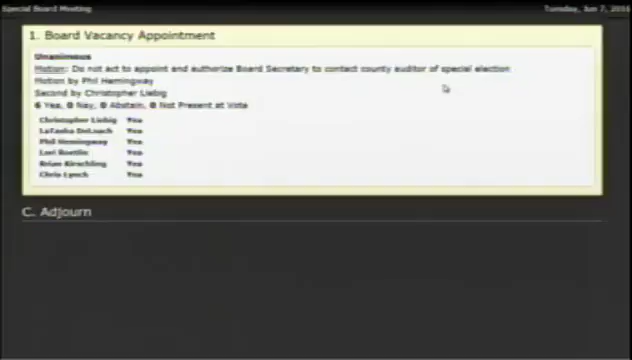 Special Board Meeting
Tuesday, Jun 7, 2016
1. Board Vacancy Appointment
Unanimous
Motion: Do not act to appoint and authorize Board Secretary to contact county auditor of special election
Motion by Phil Hemingway
Second by Christopher Liebig
6 Yea, 0 Nay, 0 Abstain, 0 Not Present at Vote
Christopher Liebig Yea
LaTasha DeLoach Yea
Phil Hemingway Yea
Lori Roetlin Yea
Brian Kirschling Yea
Chris Lynch Yea
C. Adjourn